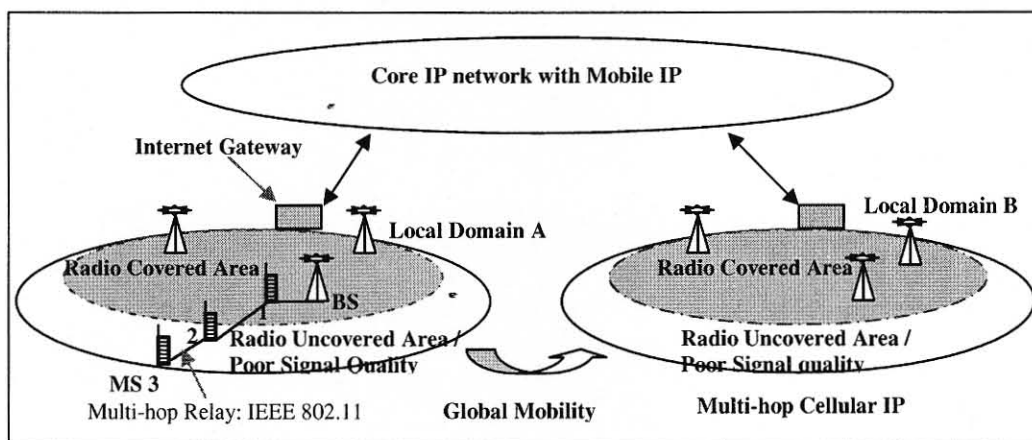 Core IP network with Mobile IP
Internet Gateway
Local Domain A
Local Domain B
Radio Covered Area
Radio Covered Area
BS
1
2
Radio Uncovered Area /
Poor Signal Quality
Radio Uncovered Area /
Poor Signal quality
MS 3
Multi-hop Relay: IEEE 802.11
Global Mobility
Multi-hop Cellular IP